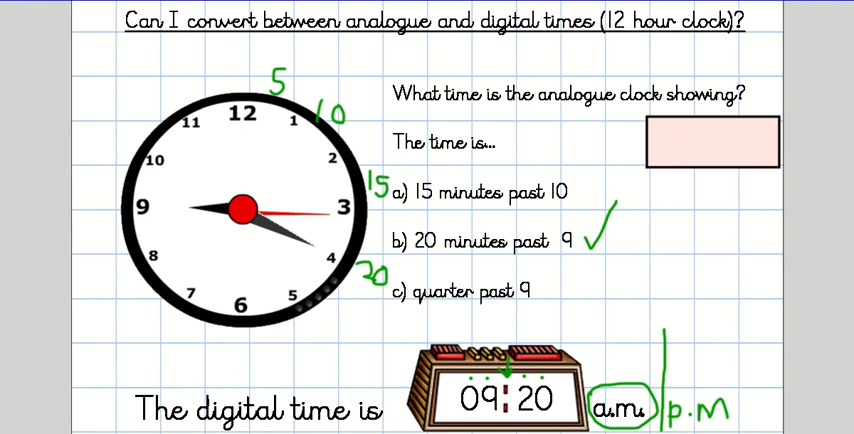 Can I convert between analogue and digital times (12 hour clock)?
5
10
15
20
12
1
2
3
4
5
6
7
8
9
10
11
What time is the analogue clock showing?
The time is...
a) 15 minutes past 10
b) 20 minutes past 9
c) quarter past 9
The digital time is 09:20 a.m. p.m